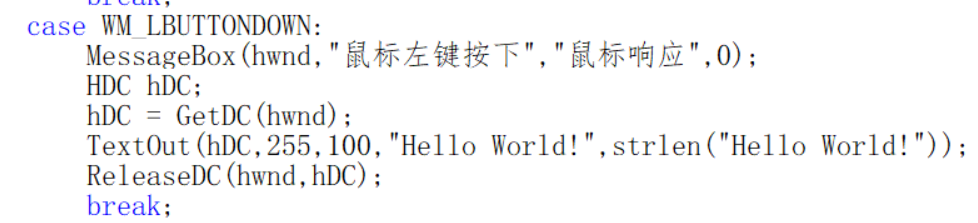 break;
case WM_LBUTTONDOWN:
MessageBox(hwnd,"鼠标左键按下","鼠标响应",0);
HDC hDC;
hDC = GetDC(hwnd);
TextOut(hDC,255,100,"Hello World!",strlen("Hello World!"));
ReleaseDC(hwnd,hDC);
break;